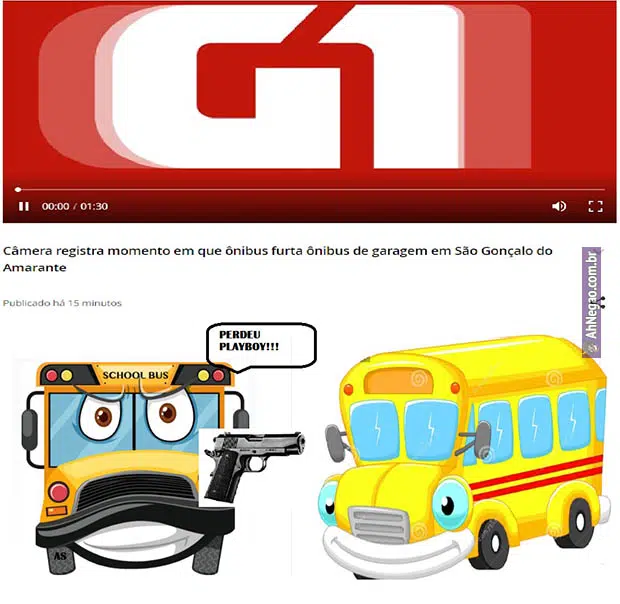 G1
00:00 / 01:30
Câmera registra momento em que ônibus furta ônibus de garagem em São Gonçalo do
Amarante
AhNegao.com.br
Publicado há 15 minutos
PERDEU
PLAYBOY!!!
SCHOOL BUS
AS